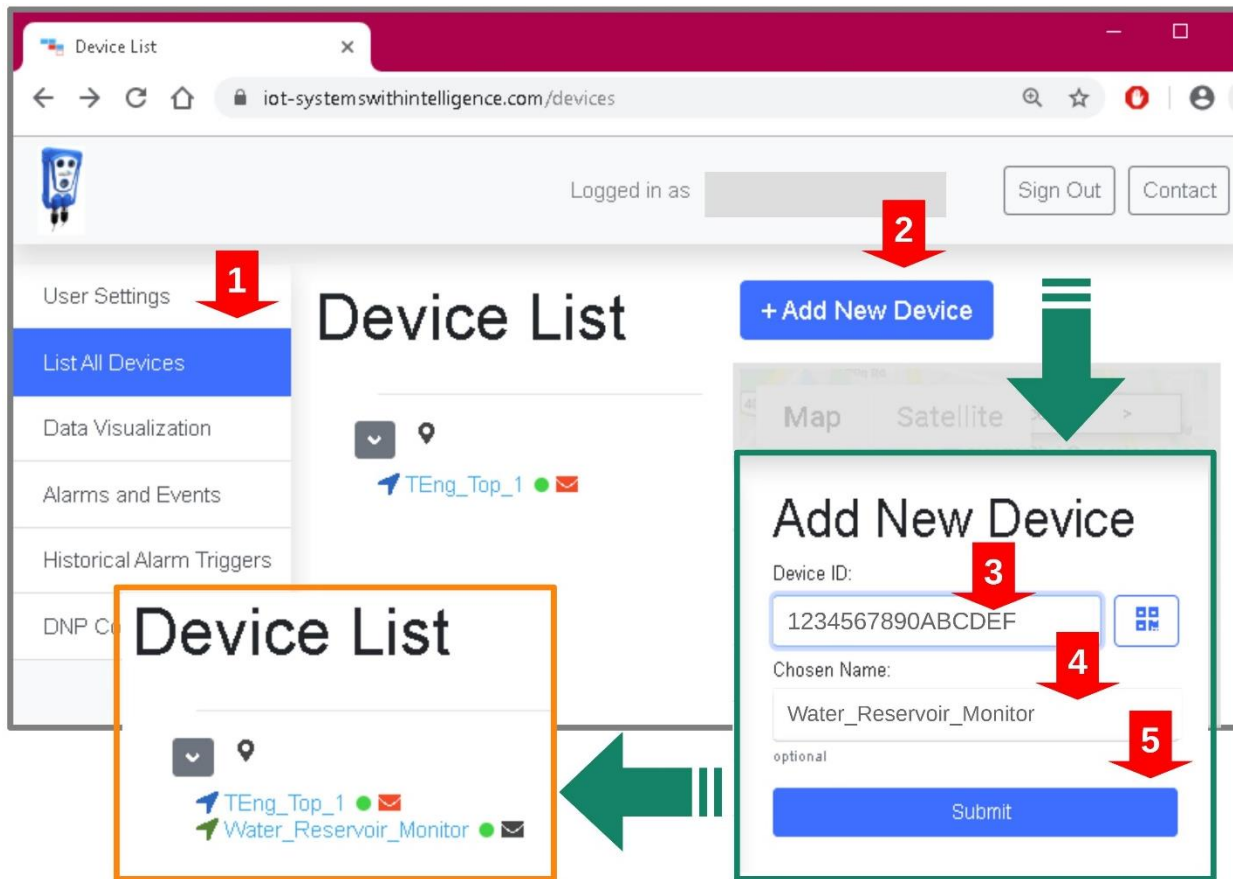 Device List
iot-systemswithintelligence.com/devices
Logged in as
Sign Out
Contact
1
2
User Settings
List All Devices
Data Visualization
Alarms and Events
Historical Alarm Triggers
DNP
Device List
+ Add New Device
Map
Satellite
TEng_Top_1
Add New Device
3
Device ID:
1234567890ABCDEF
4
Chosen Name:
Water_Reservoir_Monitor
5
optional
Submit
Device List
TEng_Top_1
Water_Reservoir_Monitor